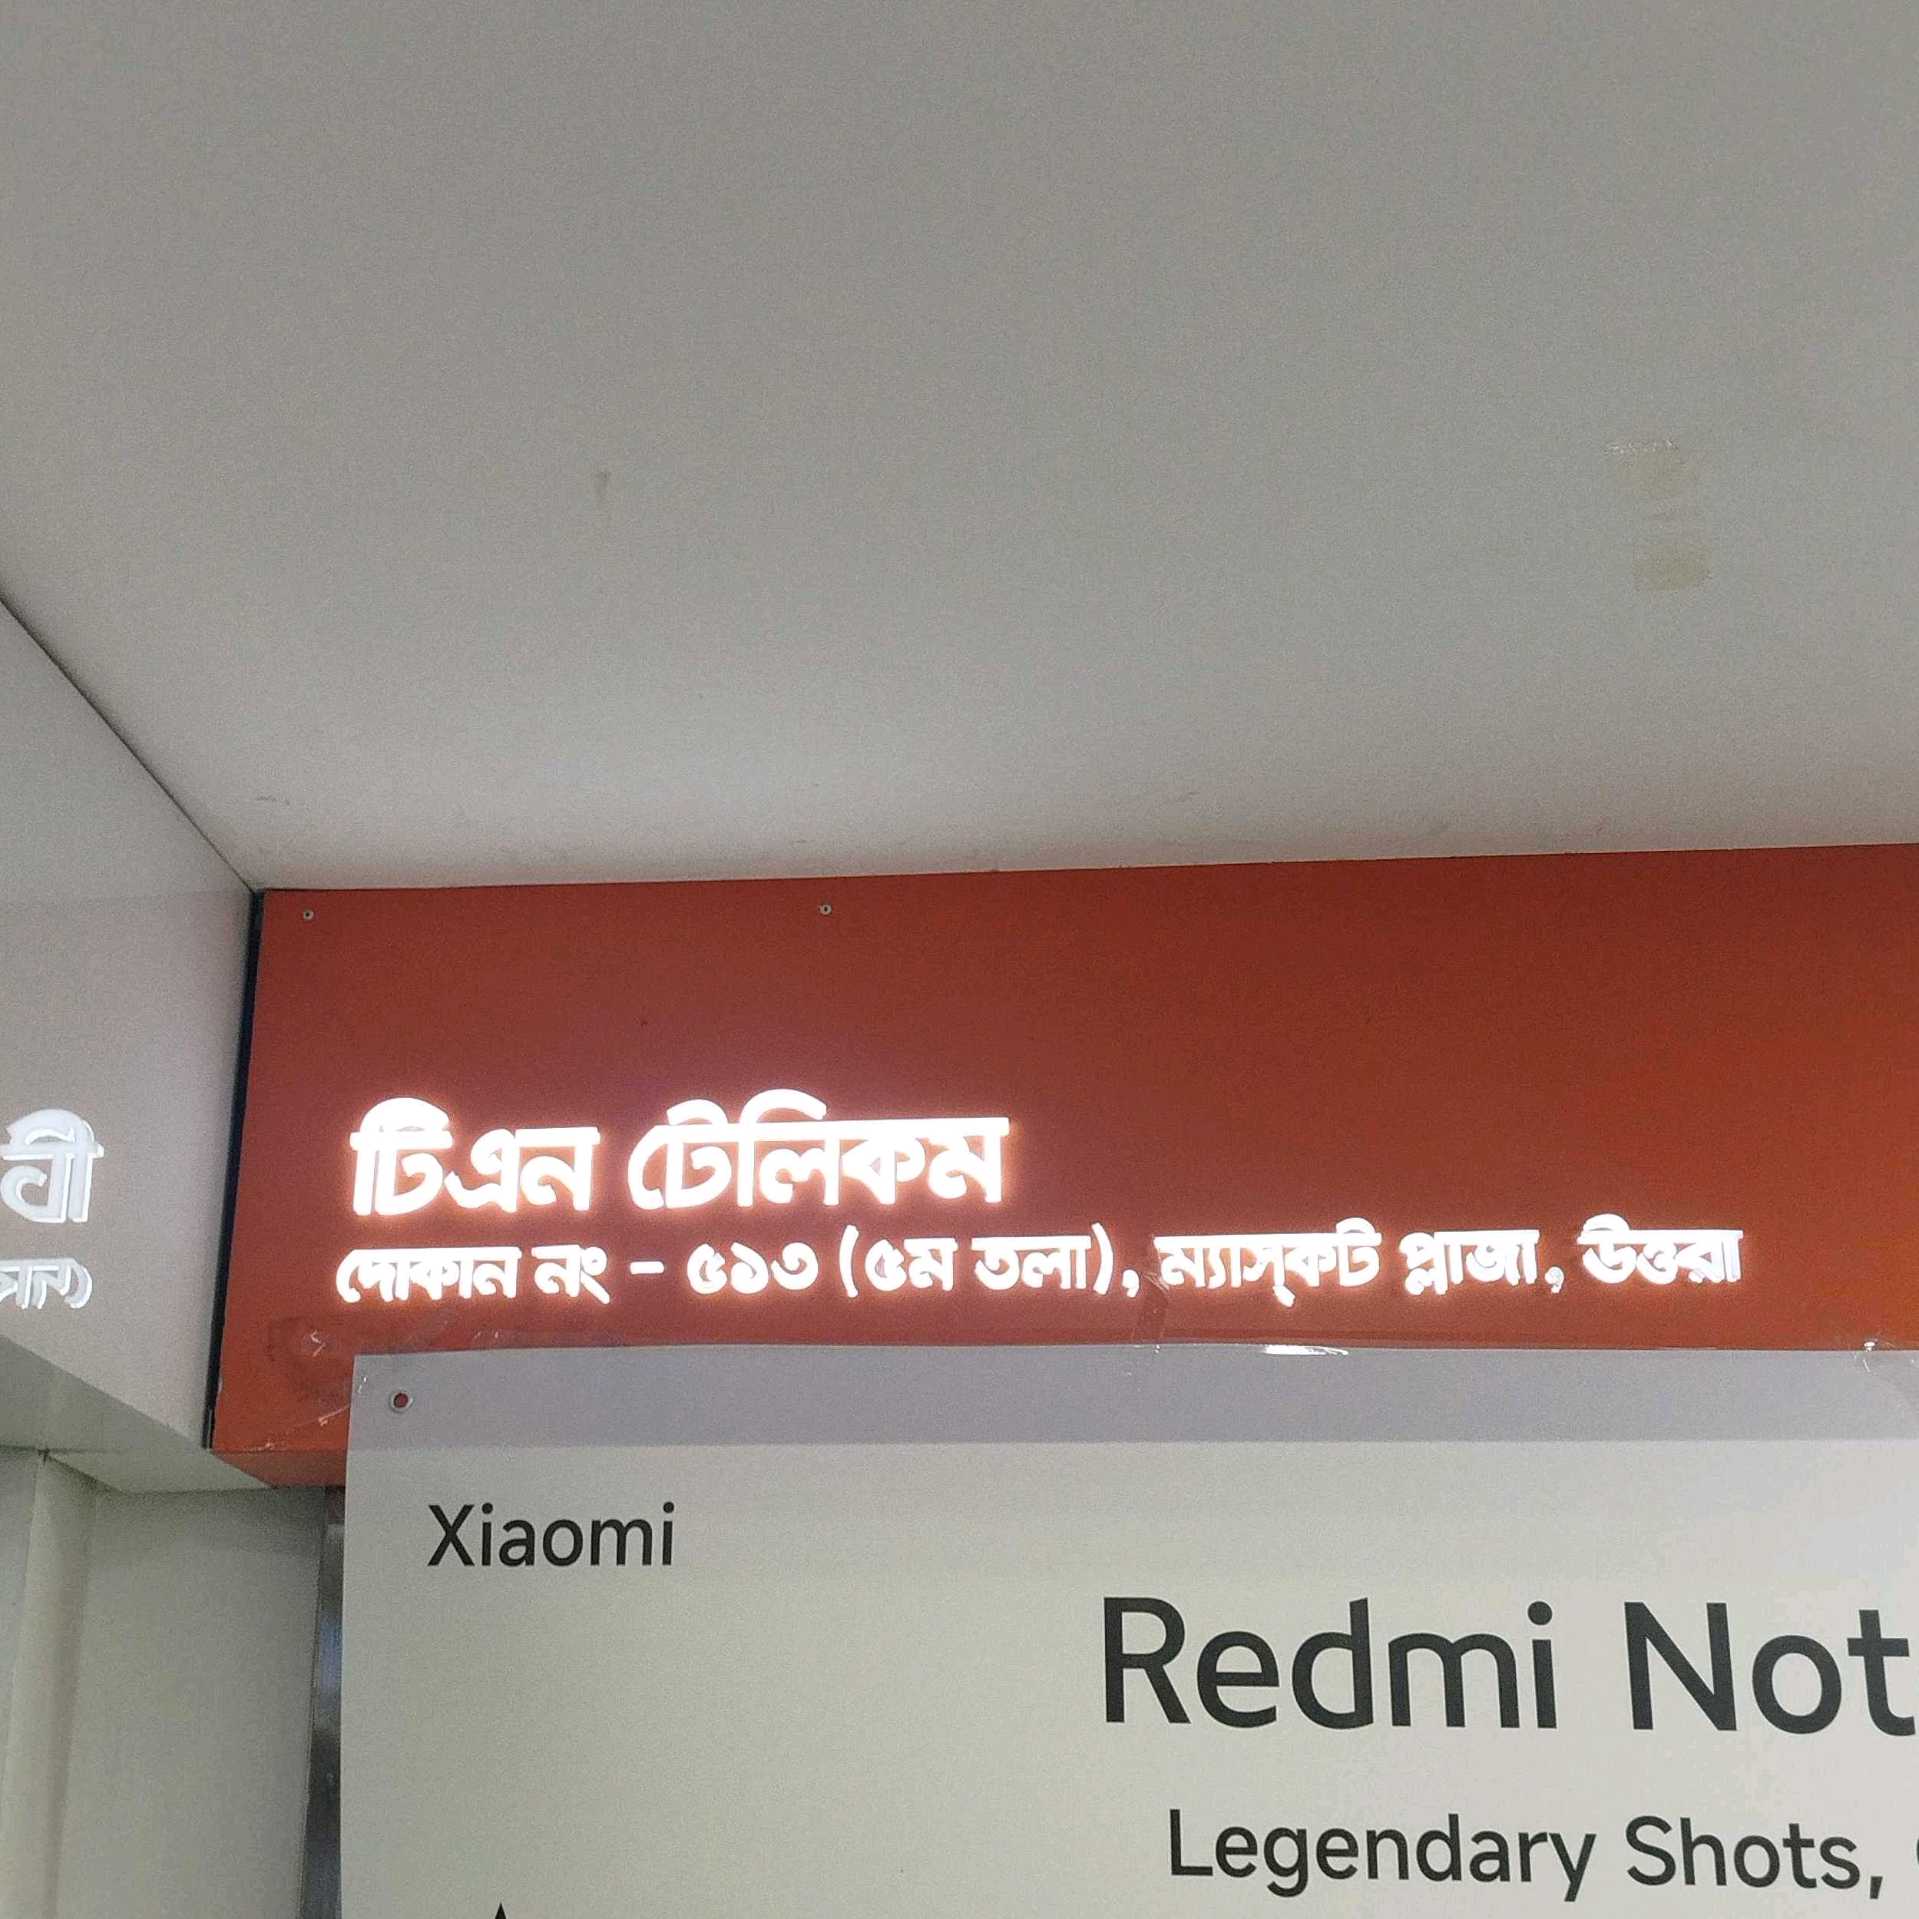 টিএন টেলিকম
দোকান নং - ৫১৩ (৫ম তলা), ম্যাস্‌কট প্লাজা, উত্তরা
Xiaomi
Redmi Not
Legendary Shots,